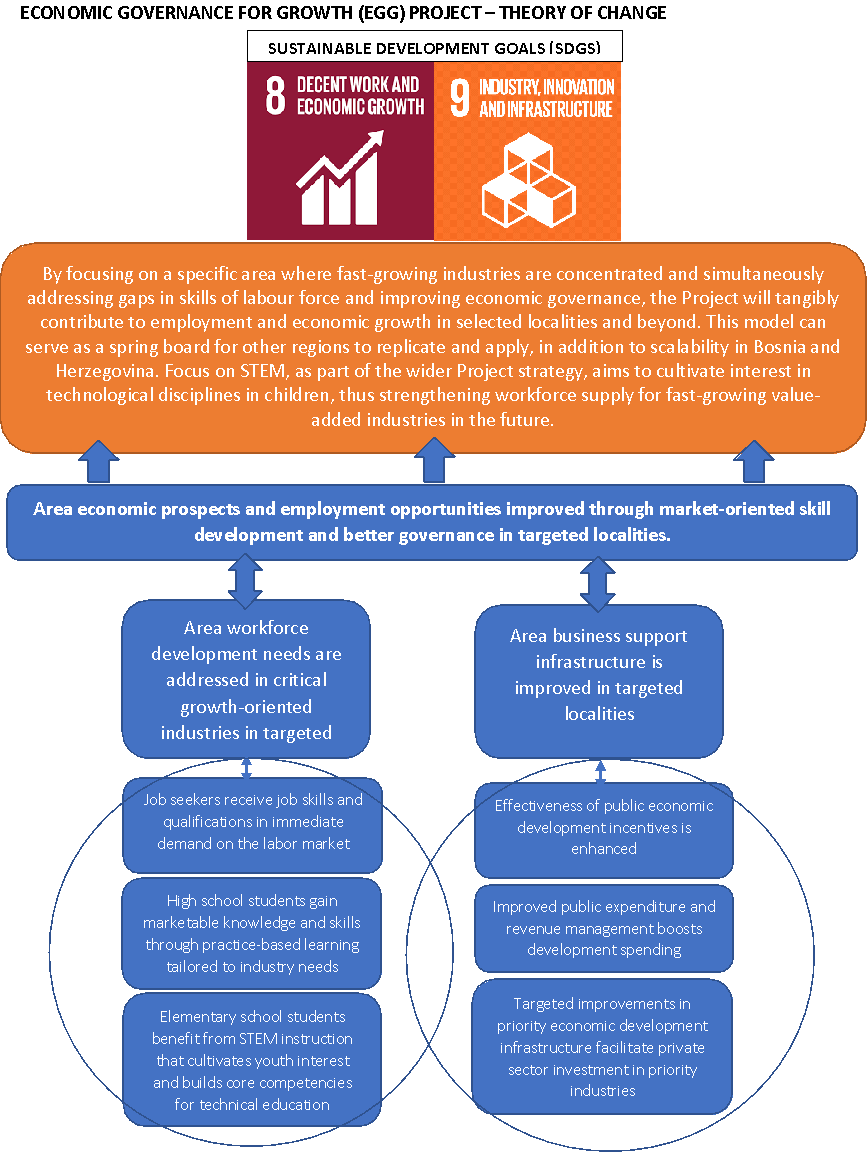 ECONOMIC GOVERNANCE FOR GROWTH (EGG) PROJECT – THEORY OF CHANGE
SUSTAINABLE DEVELOPMENT GOALS (SDGS)
8 DECENT WORK AND
ECONOMIC GROWTH
9 INDUSTRY, INNOVATION
AND INFRASTRUCTURE
By focusing on a specific area where fast-growing industries are concentrated and simultaneously
addressing gaps in skills of labour force and improving economic governance, the Project will tangibly
contribute to employment and economic growth in selected localities and beyond. This model can
serve as a spring board for other regions to replicate and apply, in addition to scalability in Bosnia and
Herzegovina. Focus on STEM, as part of the wider Project strategy, aims to cultivate interest in
technological disciplines in children, thus strengthening workforce supply for fast-growing value-
added industries in the future.
Area economic prospects and employment opportunities improved through market-oriented skill
development and better governance in targeted localities.
Area workforce
development needs are
addressed in critical
growth-oriented
industries in targeted
Area business support
infrastructure is
improved in targeted
localities
Job seekers receive job skills and
qualifications in immediate
demand on the labor market
High school students gain
marketable knowledge and skills
through practice-based learning
tailored to industry needs
Elementary school students
benefit from STEM instruction
that cultivates youth interest
and builds core competencies
for technical education
Effectiveness of public economic
development incentives is
enhanced
Improved public expenditure and
revenue management boosts
development spending
Targeted improvements in
priority economic development
infrastructure facilitate private
sector investment in priority
industries